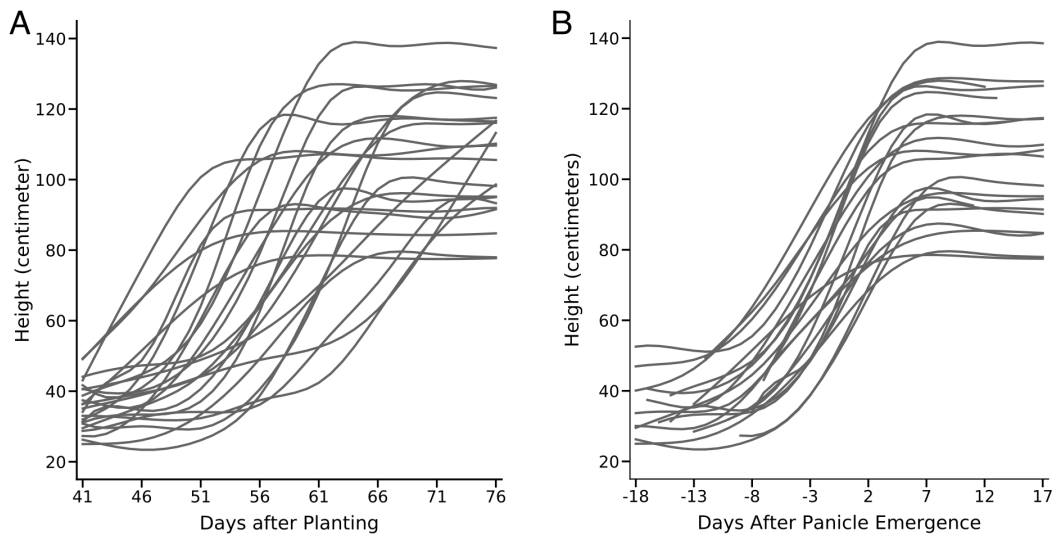 A
B
140
120
100
80
60
40
20
Height (centimeter)
41 46 51 56 61 66 71 76
Days after Planting
140
120
100
80
60
40
20
Height (centimeters)
-18 -13 -8 -3 2 7 12 17
Days After Panicle Emergence